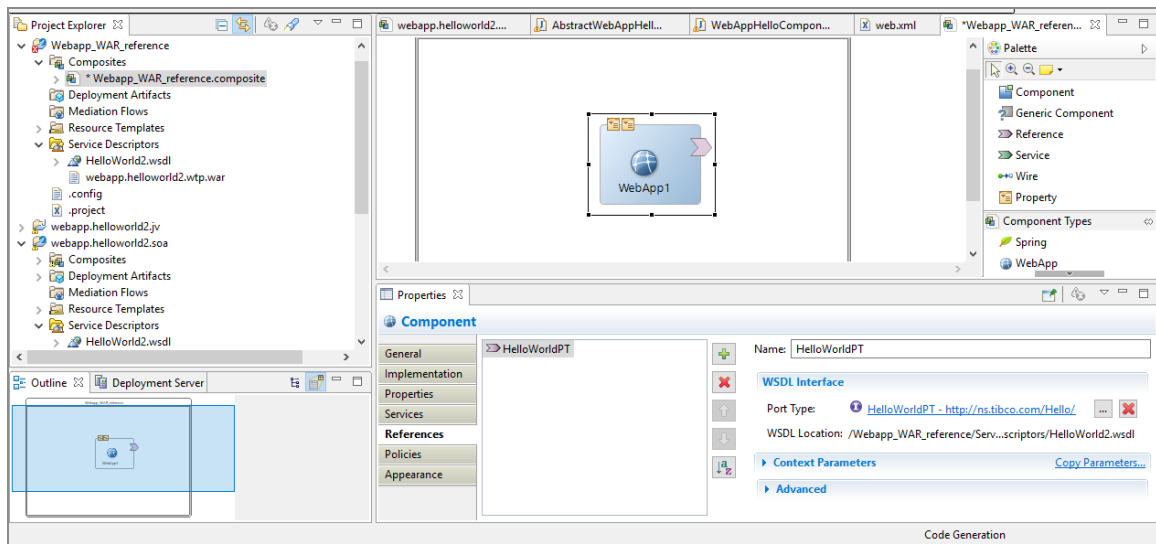 Project Explorer
Webapp_WAR_reference
Composites
* Webapp_WAR_reference.composite
Deployment Artifacts
Mediation Flows
Resource Templates
Service Descriptors
HelloWorld2.wsdl
webapp.helloworld2.wtp.war
.config
.project
webapp.helloworld2.jv
webapp.helloworld2.soa
Composites
Deployment Artifacts
Mediation Flows
Resource Templates
Service Descriptors
HelloWorld2.wsdl
Outline
Deployment Server
Webapp_WAR_reference
WebApp1
webapp.helloworld2....
AbstractWebAppHell...
WebAppHelloCompon...
web.xml
*Webapp_WAR_referen...
WebApp1
Palette
Component
Generic Component
Reference
Service
Wire
Property
Component Types
Spring
WebApp
Properties
Component
General
Implementation
Properties
Services
References
Policies
Appearance
HelloWorldPT
Name: HelloWorldPT
WSDL Interface
Port Type: HelloWorldPT - http://ns.tibco.com/Hello/ ...
WSDL Location: /Webapp_WAR_reference/Serv...scriptors/HelloWorld2.wsdl
Context Parameters Copy Parameters...
Advanced
Code Generation